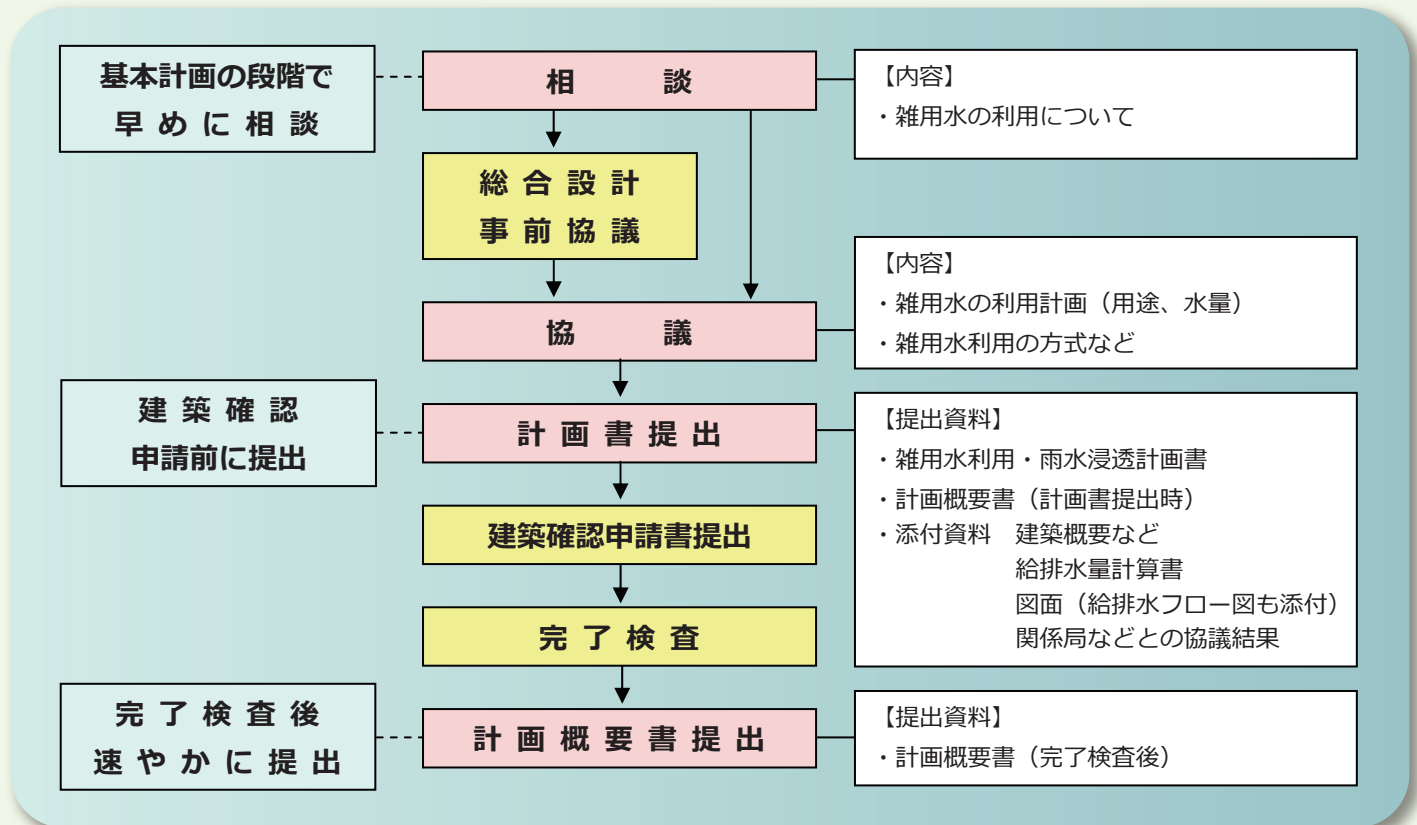 基本計画の段階で
早めに相談
相談
【内容】
・雑用水の利用について
総合設計
事前協議
協議
【内容】
・雑用水の利用計画（用途、水量）
・雑用水利用の方式など
建築確認
申請前に提出
計画書提出
【提出資料】
・雑用水利用・雨水浸透計画書
・計画概要書（計画書提出時）
・添付資料　建築概要など
給排水量計算書
図面（給排水フロー図も添付）
関係局などとの協議結果
建築確認申請書提出
完了検査
完了検査後
速やかに提出
計画概要書提出
【提出資料】
・計画概要書（完了検査後）